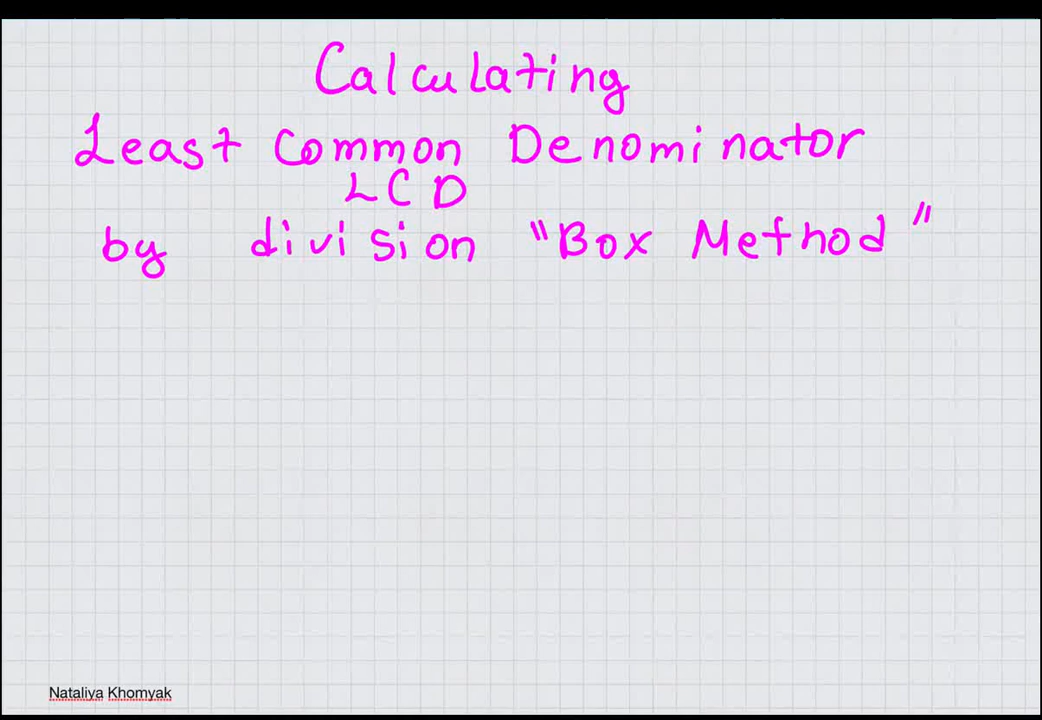 Calculating
Least Common Denominator
LCD
by division "Box Method"
Nataliya Khomyak